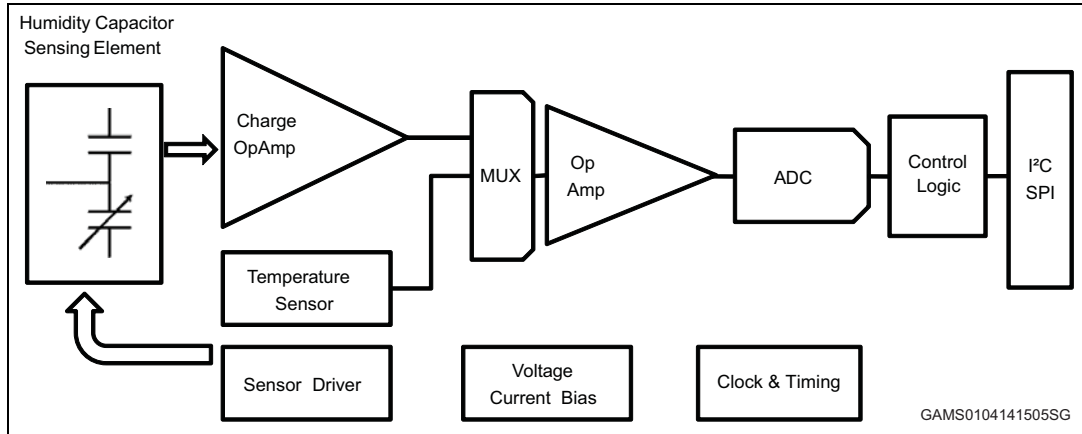 Humidity Capacitor
Sensing Element
Charge
OpAmp
MUX
Op
Amp
ADC
Control
Logic
I²C
SPI
Temperature
Sensor
Sensor Driver
Voltage
Current Bias
Clock & Timing
GAMS0104141505SG